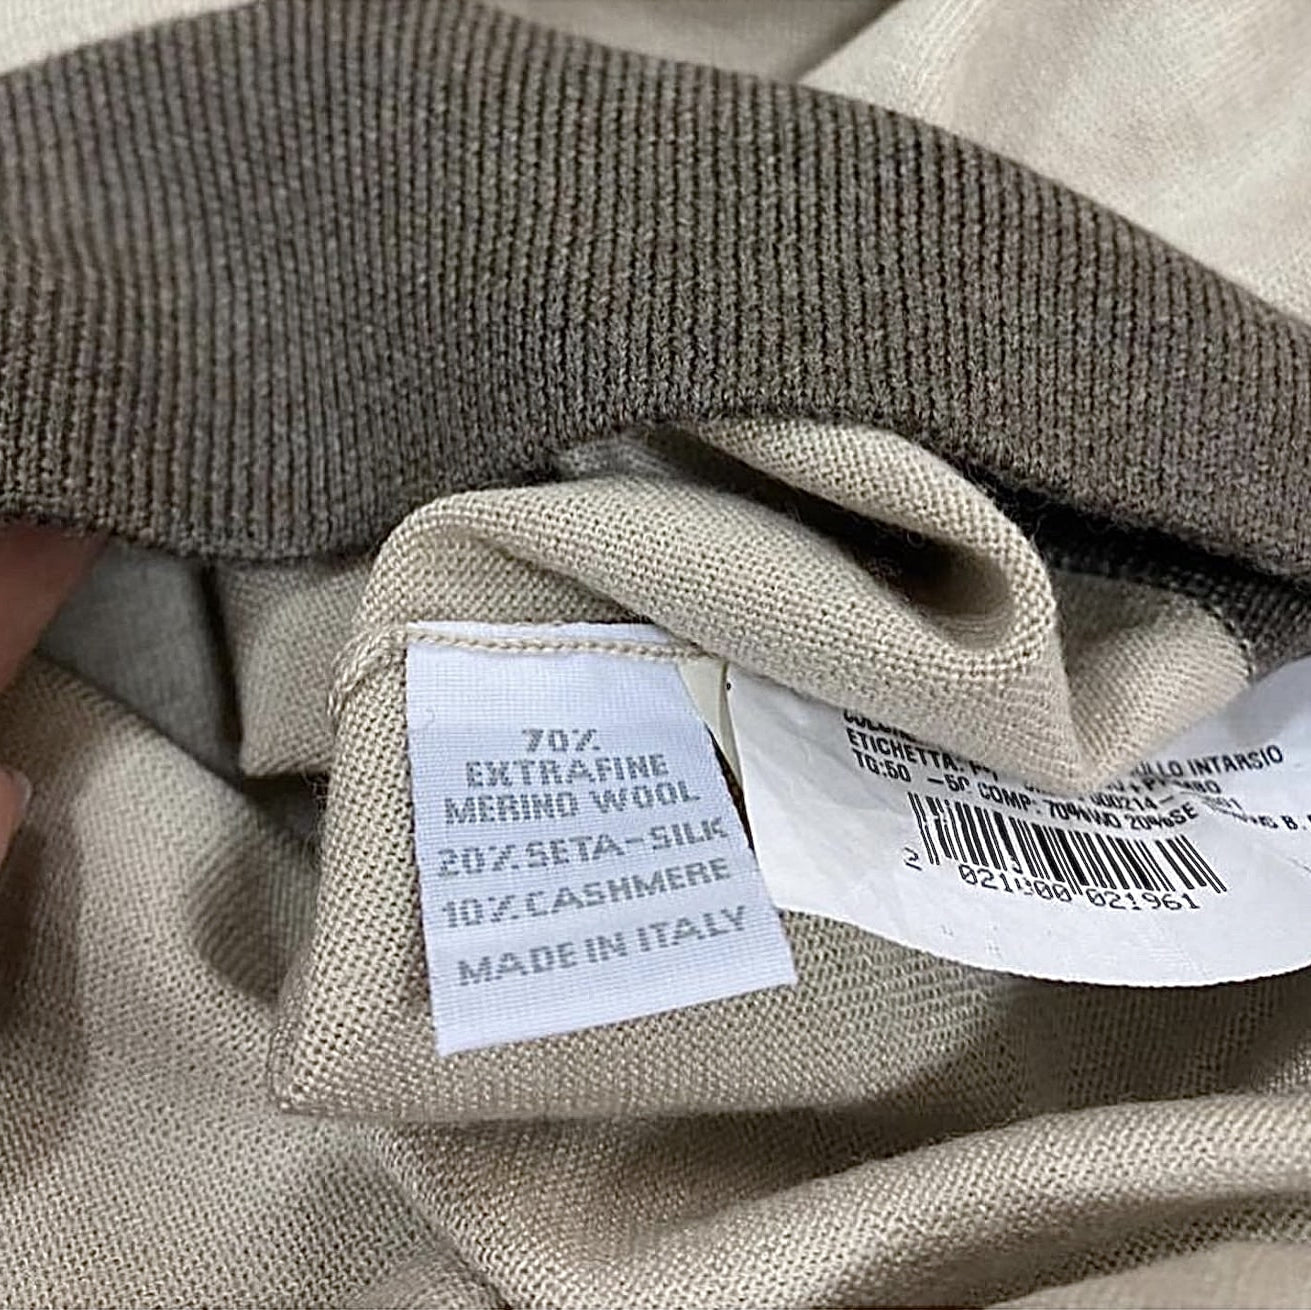 70%
EXTRAFINE
MERINO WOOL
20% SETA-SILK
10% CASHMERE
MADE IN ITALY
ETICHETTA:
INTARSIO
TG:50 COMP: 70%WO 20%SE
2 021961